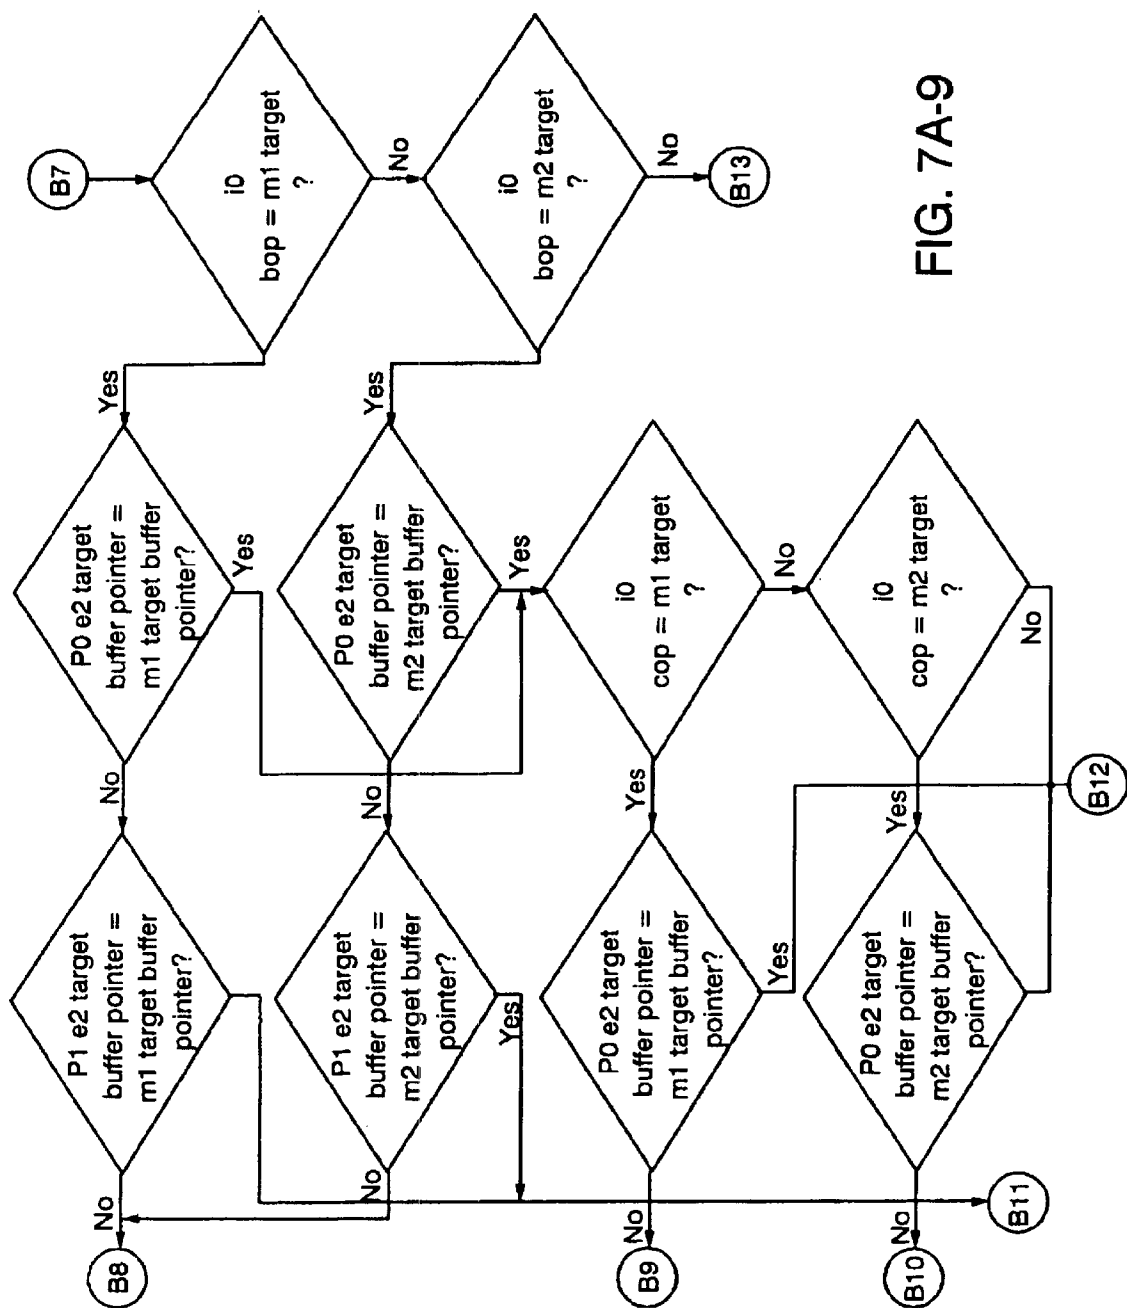 B7
i0
bop = m1 target
?
No
i0
bop = m2 target
?
No
B13
Yes
P0 e2 target
buffer pointer =
m1 target buffer
pointer?
Yes
Yes
P0 e2 target
buffer pointer =
m2 target buffer
pointer?
Yes
i0
cop = m1 target
?
No
i0
cop = m2 target
?
No
No
P1 e2 target
buffer pointer =
m1 target buffer
pointer?
No
P1 e2 target
buffer pointer =
m2 target buffer
pointer?
Yes
Yes
P0 e2 target
buffer pointer =
m1 target buffer
pointer?
Yes
Yes
P0 e2 target
buffer pointer =
m2 target buffer
pointer?
B12
No
No
No
No
B8
B9
B10
B11
FIG. 7A-9